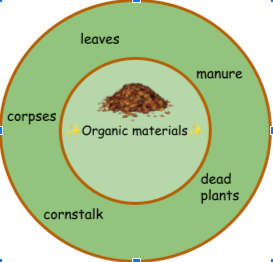 leaves
manure
corpses
✨Organic materials✨
dead
plants
cornstalk